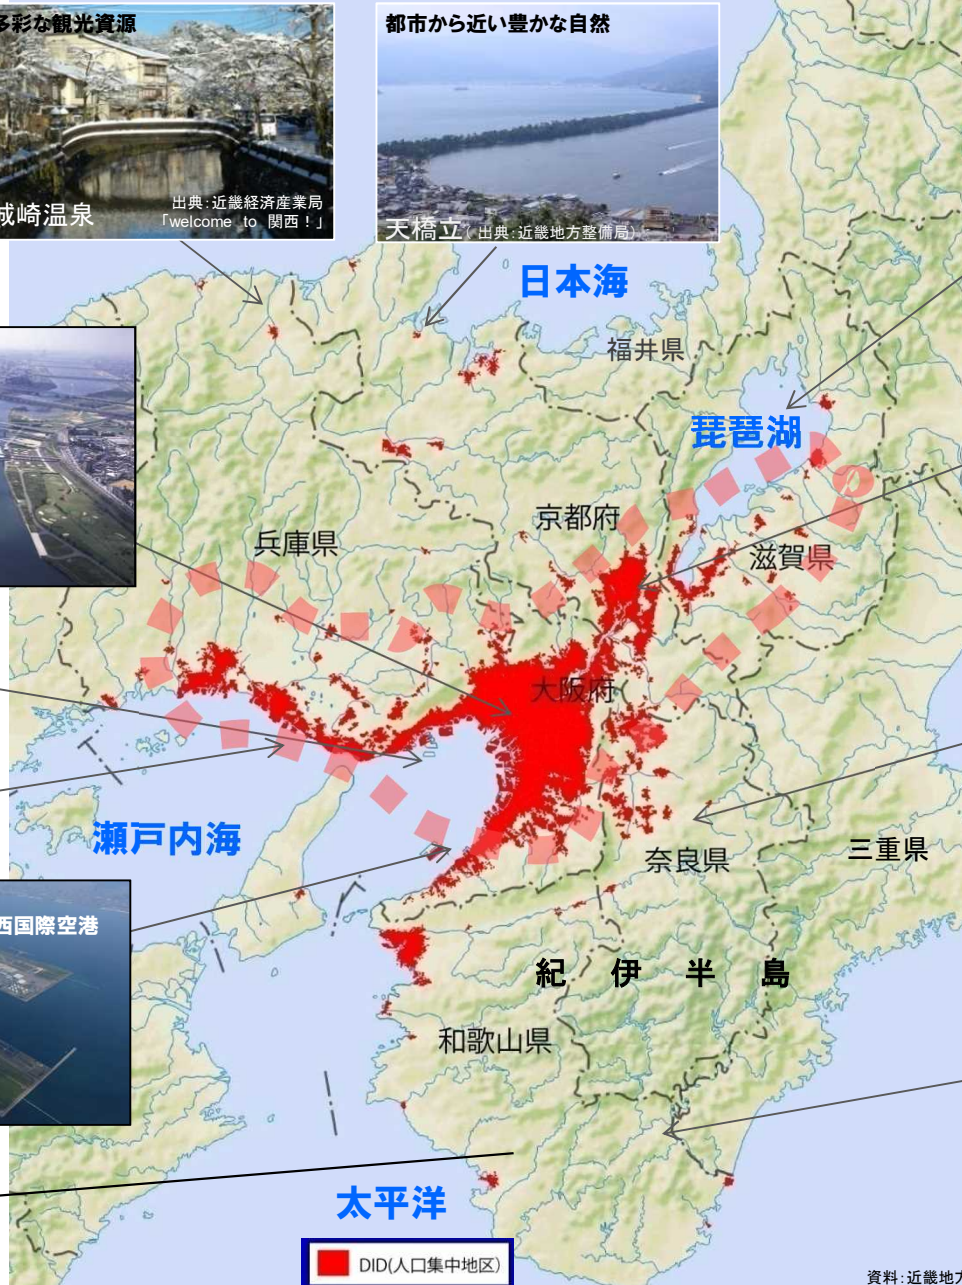 多彩な観光資源
城崎温泉
出典：近畿経済産業局
「welcome to 関西！」
都市から近い豊かな自然
天橋立（出典：近畿地方整備局）
日本海
福井県
琵琶湖
京都府
兵庫県
滋賀県
大阪府
瀬戸内海
奈良県
三重県
西国際空港
紀伊半島
和歌山県
太平洋
DID(人口集中地区)
資料：近畿地方